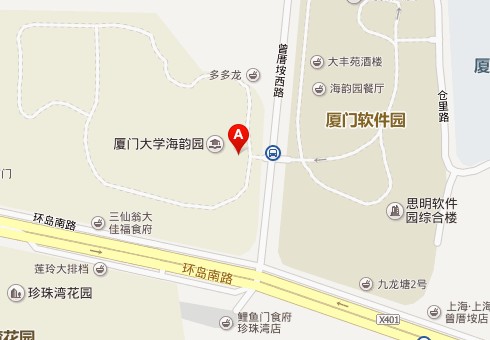 曾厝垵西路
多多龙
大丰苑酒楼
海韵园餐厅
仓里路
厦
厦门软件园
厦门大学海韵园
A
门
思明软件
园综合楼
环岛南路
三仙翁大
佳福食府
莲玲大排档
环岛南路
珍珠湾花园
九龙塘2号
鲤鱼门食府
珍珠湾店
X401
上海·上海
曾厝垵店
湾花园